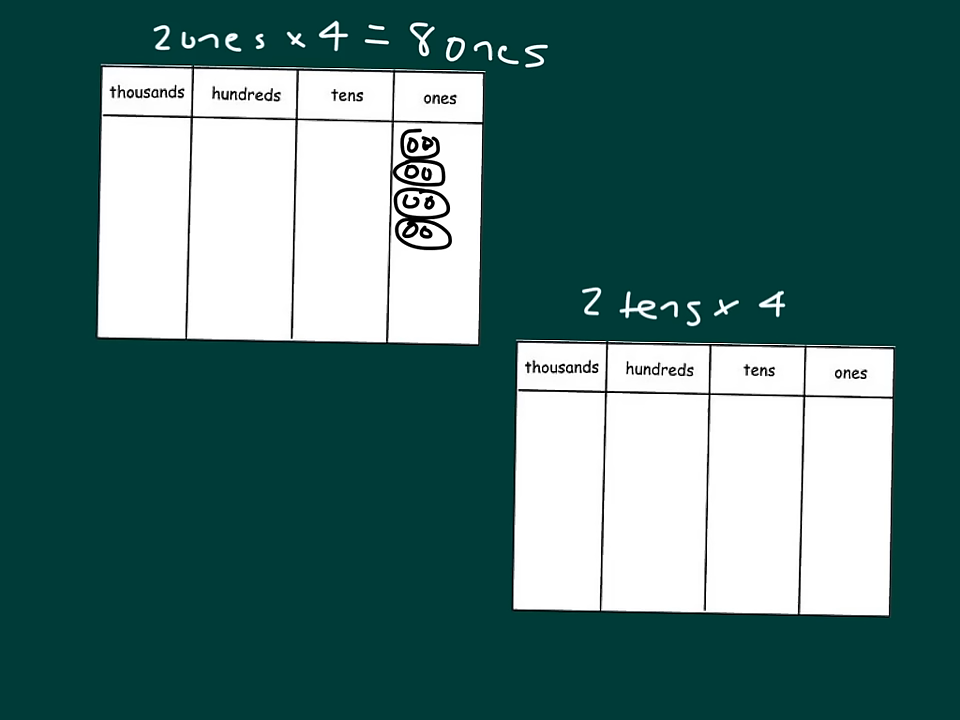 2 ones x 4 = 8 ones
thousands hundreds tens ones
2 tens x 4
thousands hundreds tens ones